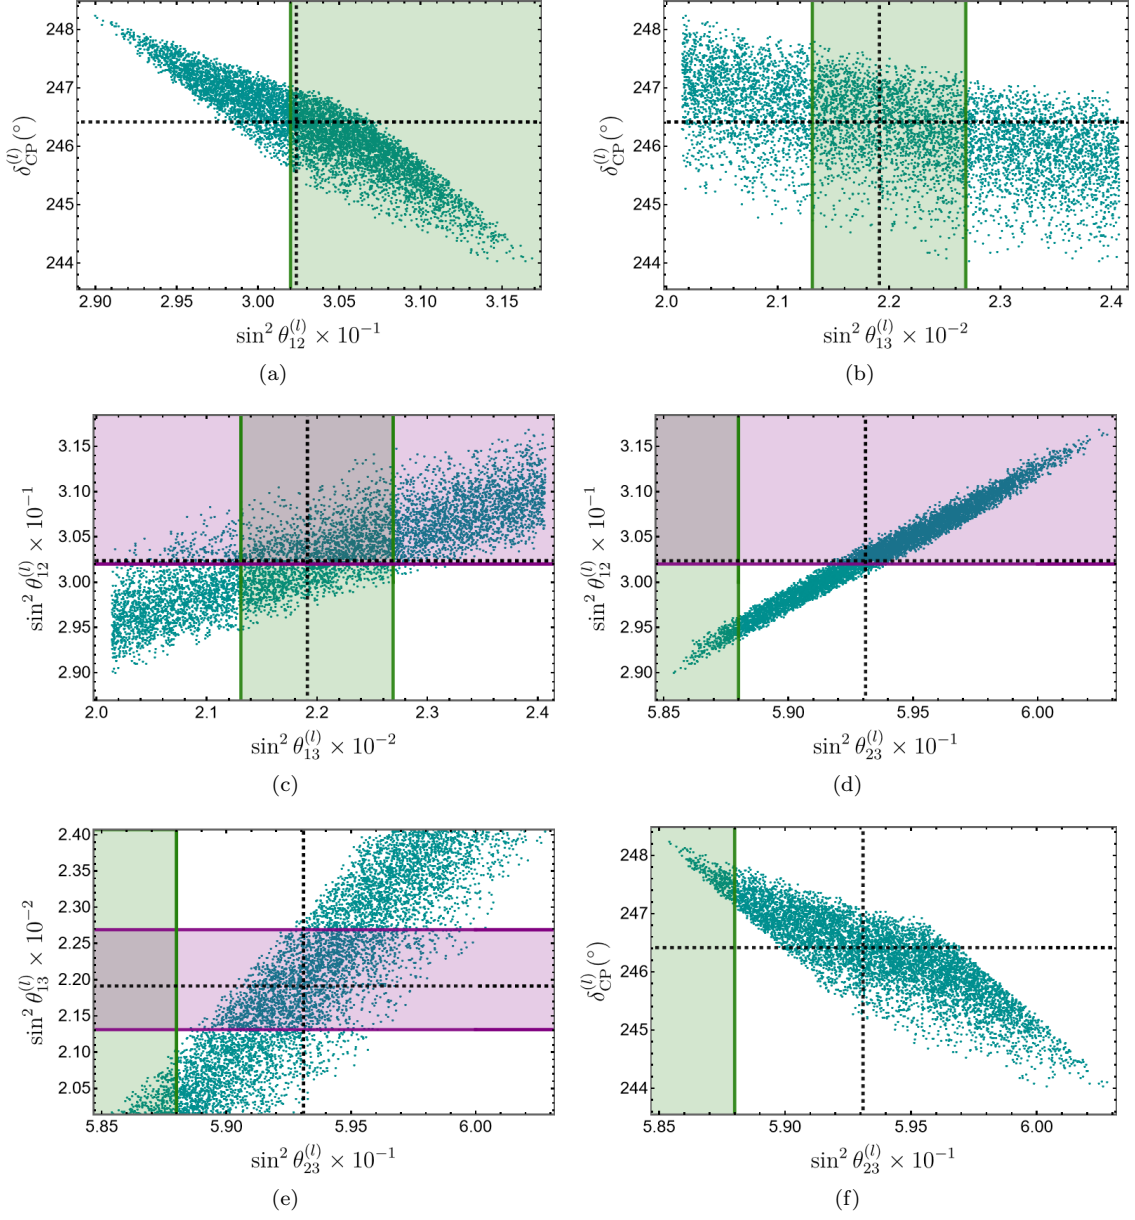 248
247
246
245
244
δ_CP^(l) (°)
2.90 2.95 3.00 3.05 3.10 3.15
sin² θ_12^(l) × 10⁻¹
(a)
248
247
246
245
244
δ_CP^(l) (°)
2.0 2.1 2.2 2.3 2.4
sin² θ_13^(l) × 10⁻²
(b)
3.15
3.10
3.05
3.00
2.95
2.90
sin² θ_12^(l) × 10⁻¹
2.0 2.1 2.2 2.3 2.4
sin² θ_13^(l) × 10⁻²
(c)
3.15
3.10
3.05
3.00
2.95
2.90
sin² θ_12^(l) × 10⁻¹
5.85 5.90 5.95 6.00
sin² θ_23^(l) × 10⁻¹
(d)
2.40
2.35
2.30
2.25
2.20
2.15
2.10
2.05
sin² θ_13^(l) × 10⁻²
5.85 5.90 5.95 6.00
sin² θ_23^(l) × 10⁻¹
(e)
248
247
246
245
244
δ_CP^(l) (°)
5.85 5.90 5.95 6.00
sin² θ_23^(l) × 10⁻¹
(f)